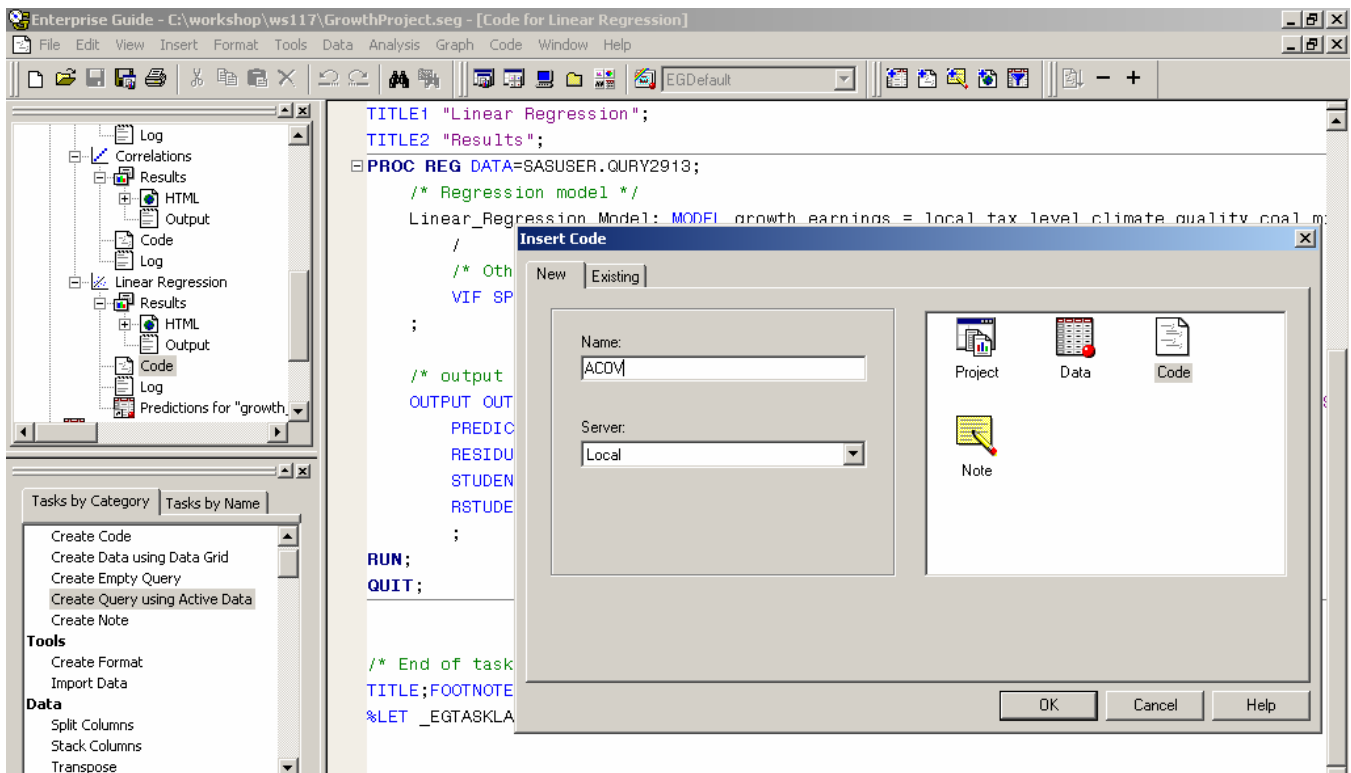 Enterprise Guide - C:\workshop\ws117\GrowthProject.seg - [Code for Linear Regression]
File Edit View Insert Format Tools Data Analysis Graph Code Window Help
EGDefault
Log
Correlations
Results
HTML
Output
Code
Log
Linear Regression
Results
HTML
Output
Code
Log
Predictions for "growth_
Tasks by Category Tasks by Name
Create Code
Create Data using Data Grid
Create Empty Query
Create Query using Active Data
Create Note
Tools
Create Format
Import Data
Data
Split Columns
Stack Columns
Transpose
TITLE1 "Linear Regression";
TITLE2 "Results";
PROC REG DATA=SASUSER.QURY2913;
/* Regression model */
Linear_Regression_Model: MODEL growth_earnings = local_tax_level climate_quality coal_m
/
/* Oth
VIF SP
;
/* output
OUTPUT OUT
PREDIC
RESIDU
STUDEN
RSTUDE
;
RUN;
QUIT;
/* End of task
TITLE;FOOTNOTE
%LET _EGTASKLA
Insert Code
New Existing
Name:
ACOV
Server:
Local
Project Data Code
Note
OK Cancel Help